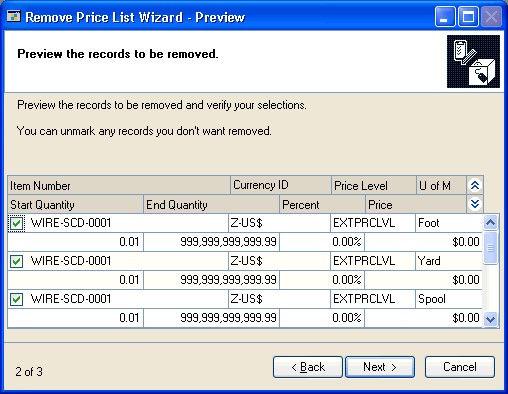 Remove Price List Wizard - Preview
Preview the records to be removed.
Preview the records to be removed and verify your selections.
You can unmark any records you don't want removed.
Item Number Currency ID Price Level U of M
Start Quantity End Quantity Percent Price
WIRE-SCD-0001 Z-US$ EXTPRCLVL Foot
0.01 999,999,999,999.99 0.00% $0.00
WIRE-SCD-0001 Z-US$ EXTPRCLVL Yard
0.01 999,999,999,999.99 0.00% $0.00
WIRE-SCD-0001 Z-US$ EXTPRCLVL Spool
0.01 999,999,999,999.99 0.00% $0.00
2 of 3 < Back Next > Cancel